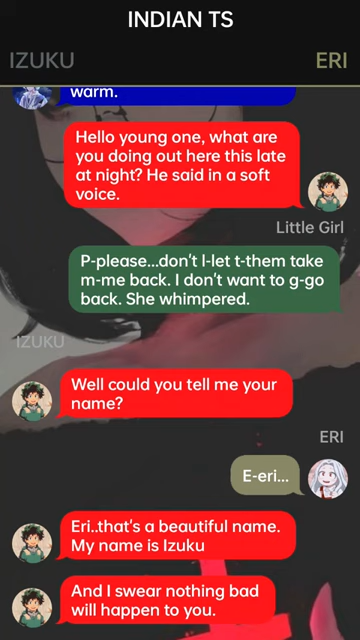 INDIAN TS
IZUKU
ERI
warm.
Hello young one, what are
you doing out here this late
at night? He said in a soft
voice.
Little Girl
P-please...don't l-let t-them take
m-me back. I don't want to g-go
back. She whimpered.
IZUKU
Well could you tell me your
name?
ERI
E-eri...
Eri..that's a beautiful name.
My name is Izuku
And I swear nothing bad
will happen to you.